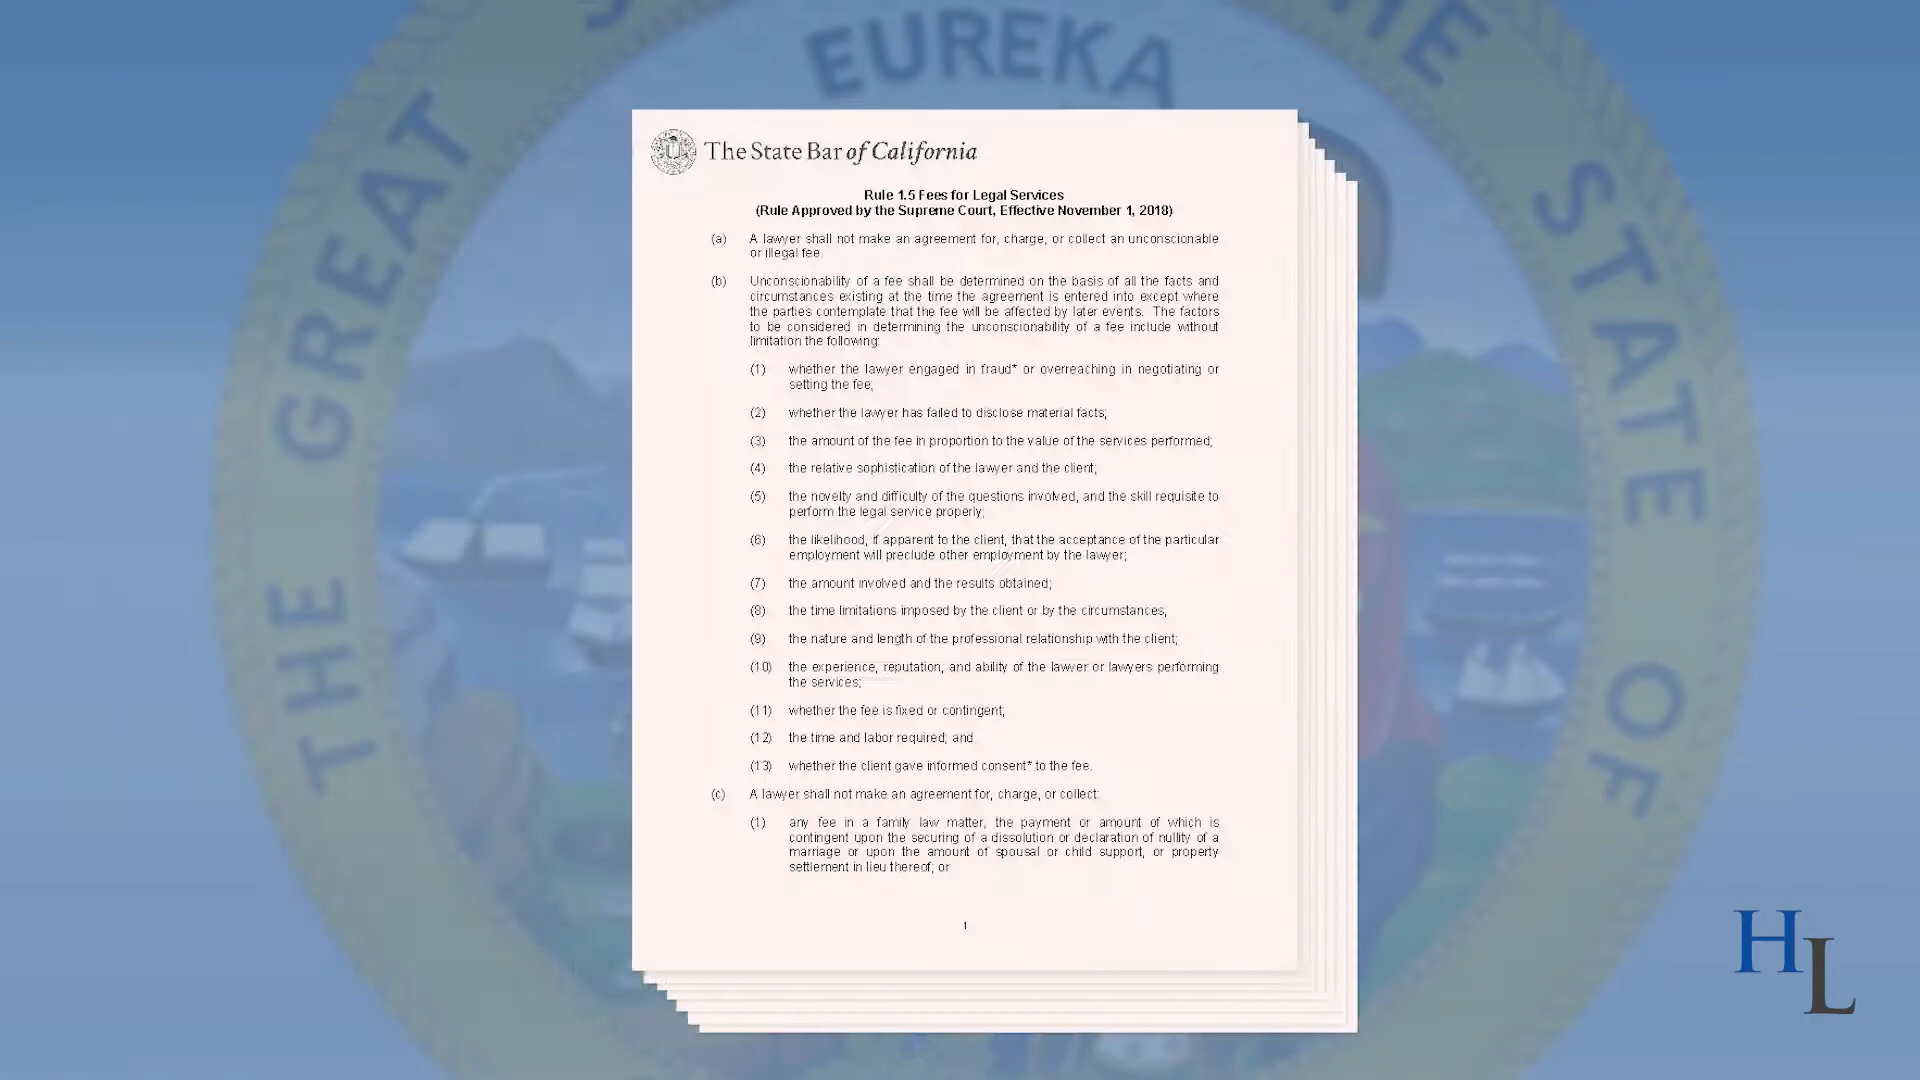 THE GREAT
THE STATE OF
EUREKA
The State Bar of California
Rule 1.5 Fees for Legal Services
(Rule Approved by the Supreme Court, Effective November 1, 2018)
(a) A lawyer shall not make an agreement for, charge, or collect an unconscionable
or illegal fee.
(b) Unconscionability of a fee shall be determined on the basis of all the facts and
circumstances existing at the time the agreement is entered into except where
the parties contemplate that the fee will be affected by later events. The factors
to be considered in determining the unconscionability of a fee include without
limitation the following:
(1) whether the lawyer engaged in fraud* or overreaching in negotiating or
setting the fee;
(2) whether the lawyer has failed to disclose material facts;
(3) the amount of the fee in proportion to the value of the services performed;
(4) the relative sophistication of the lawyer and the client;
(5) the novelty and difficulty of the questions involved, and the skill requisite to
perform the legal service properly;
(6) the likelihood, if apparent to the client, that the acceptance of the particular
employment will preclude other employment by the lawyer;
(7) the amount involved and the results obtained;
(8) the time limitations imposed by the client or by the circumstances;
(9) the nature and length of the professional relationship with the client;
(10) the experience, reputation, and ability of the lawyer or lawyers performing
the services;
(11) whether the fee is fixed or contingent;
(12) the time and labor required; and
(13) whether the client gave informed consent* to the fee.
(c) A lawyer shall not make an agreement for, charge, or collect:
(1) any fee in a family law matter, the payment or amount of which is
contingent upon the securing of a dissolution or declaration of nullity of a
marriage or upon the amount of spousal or child support, or property
settlement in lieu thereof; or
1
HL